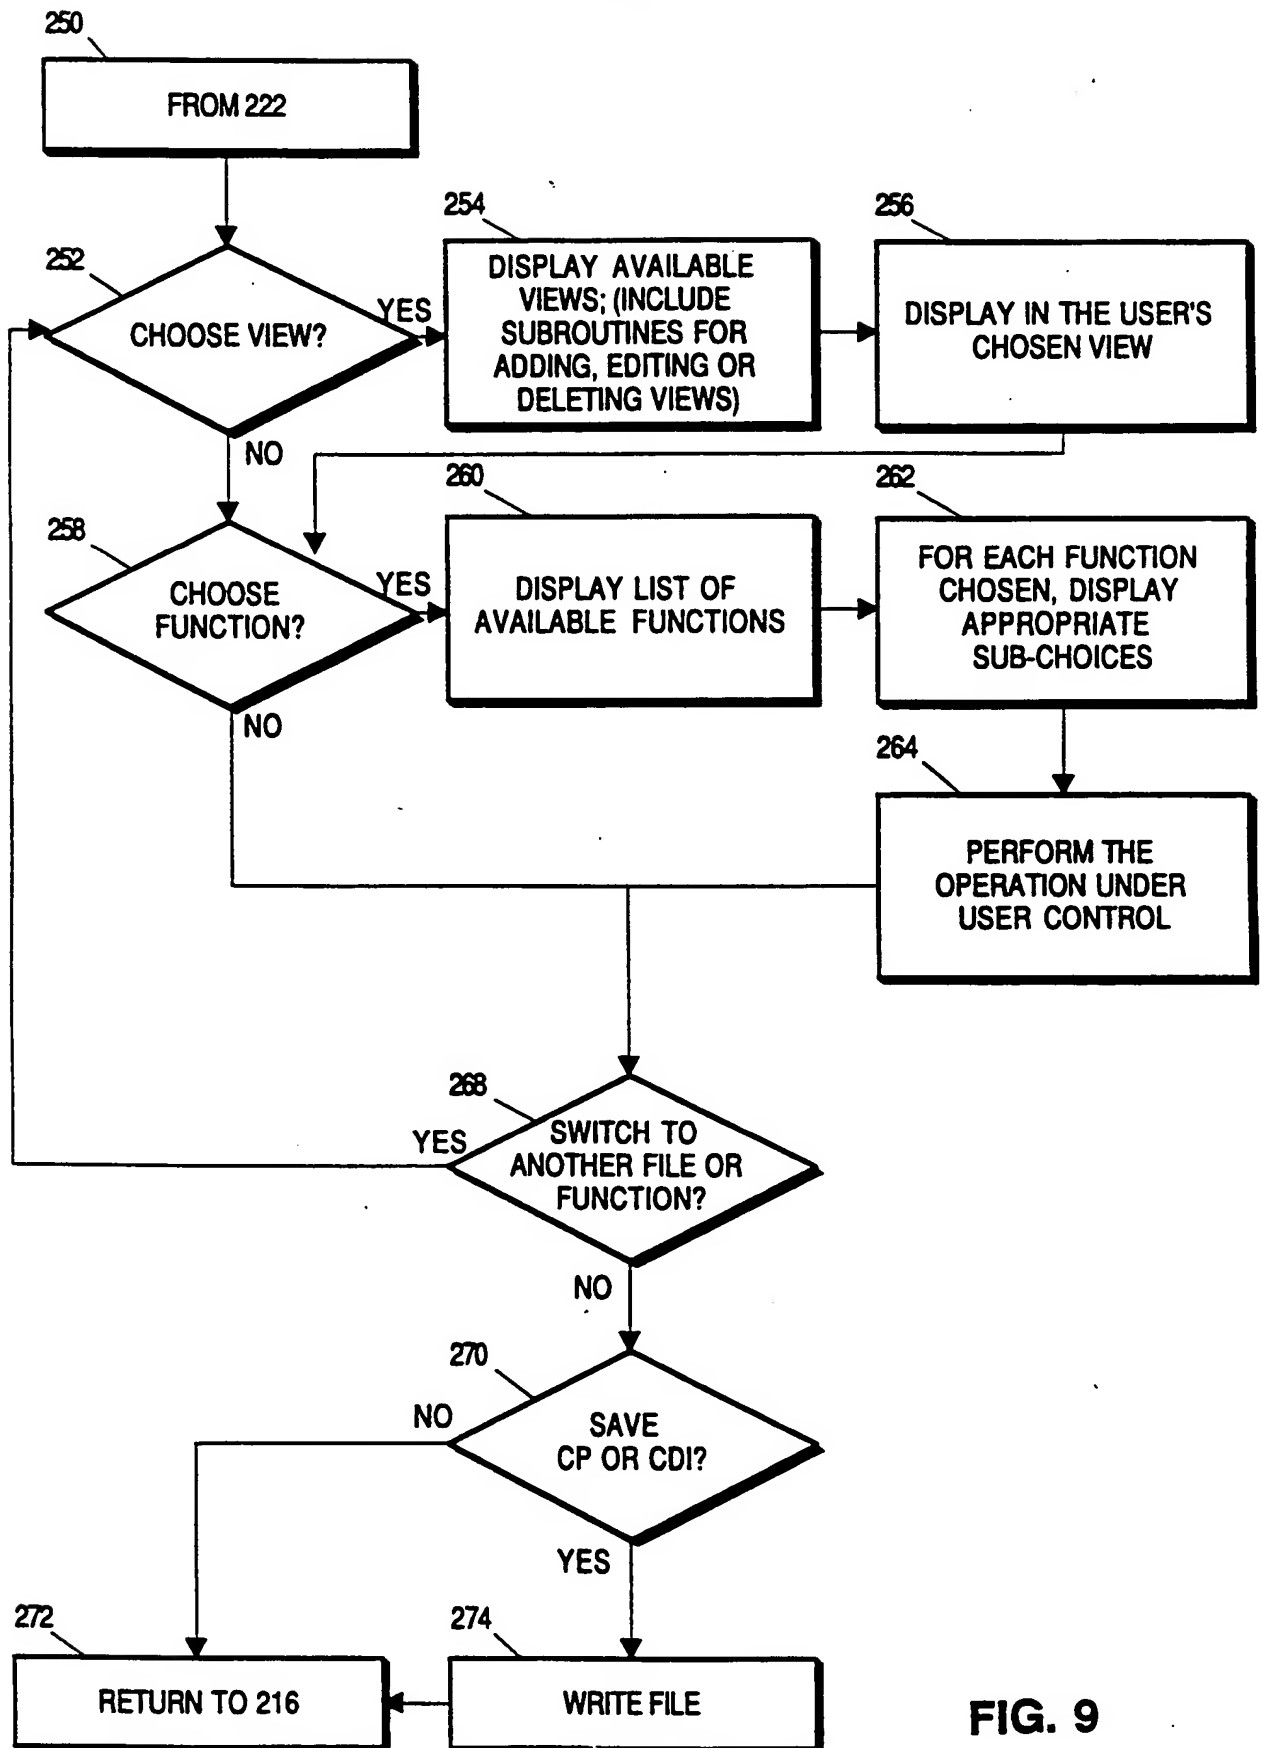 250
FROM 222
252
CHOOSE VIEW?
YES
NO
254
DISPLAY AVAILABLE
VIEWS; (INCLUDE
SUBROUTINES FOR
ADDING, EDITING OR
DELETING VIEWS)
256
DISPLAY IN THE USER'S
CHOSEN VIEW
258
CHOOSE
FUNCTION?
YES
NO
260
DISPLAY LIST OF
AVAILABLE FUNCTIONS
262
FOR EACH FUNCTION
CHOSEN, DISPLAY
APPROPRIATE
SUB-CHOICES
264
PERFORM THE
OPERATION UNDER
USER CONTROL
268
YES
SWITCH TO
ANOTHER FILE OR
FUNCTION?
NO
270
NO
SAVE
CP OR CDI?
YES
272
RETURN TO 216
274
WRITE FILE
FIG. 9